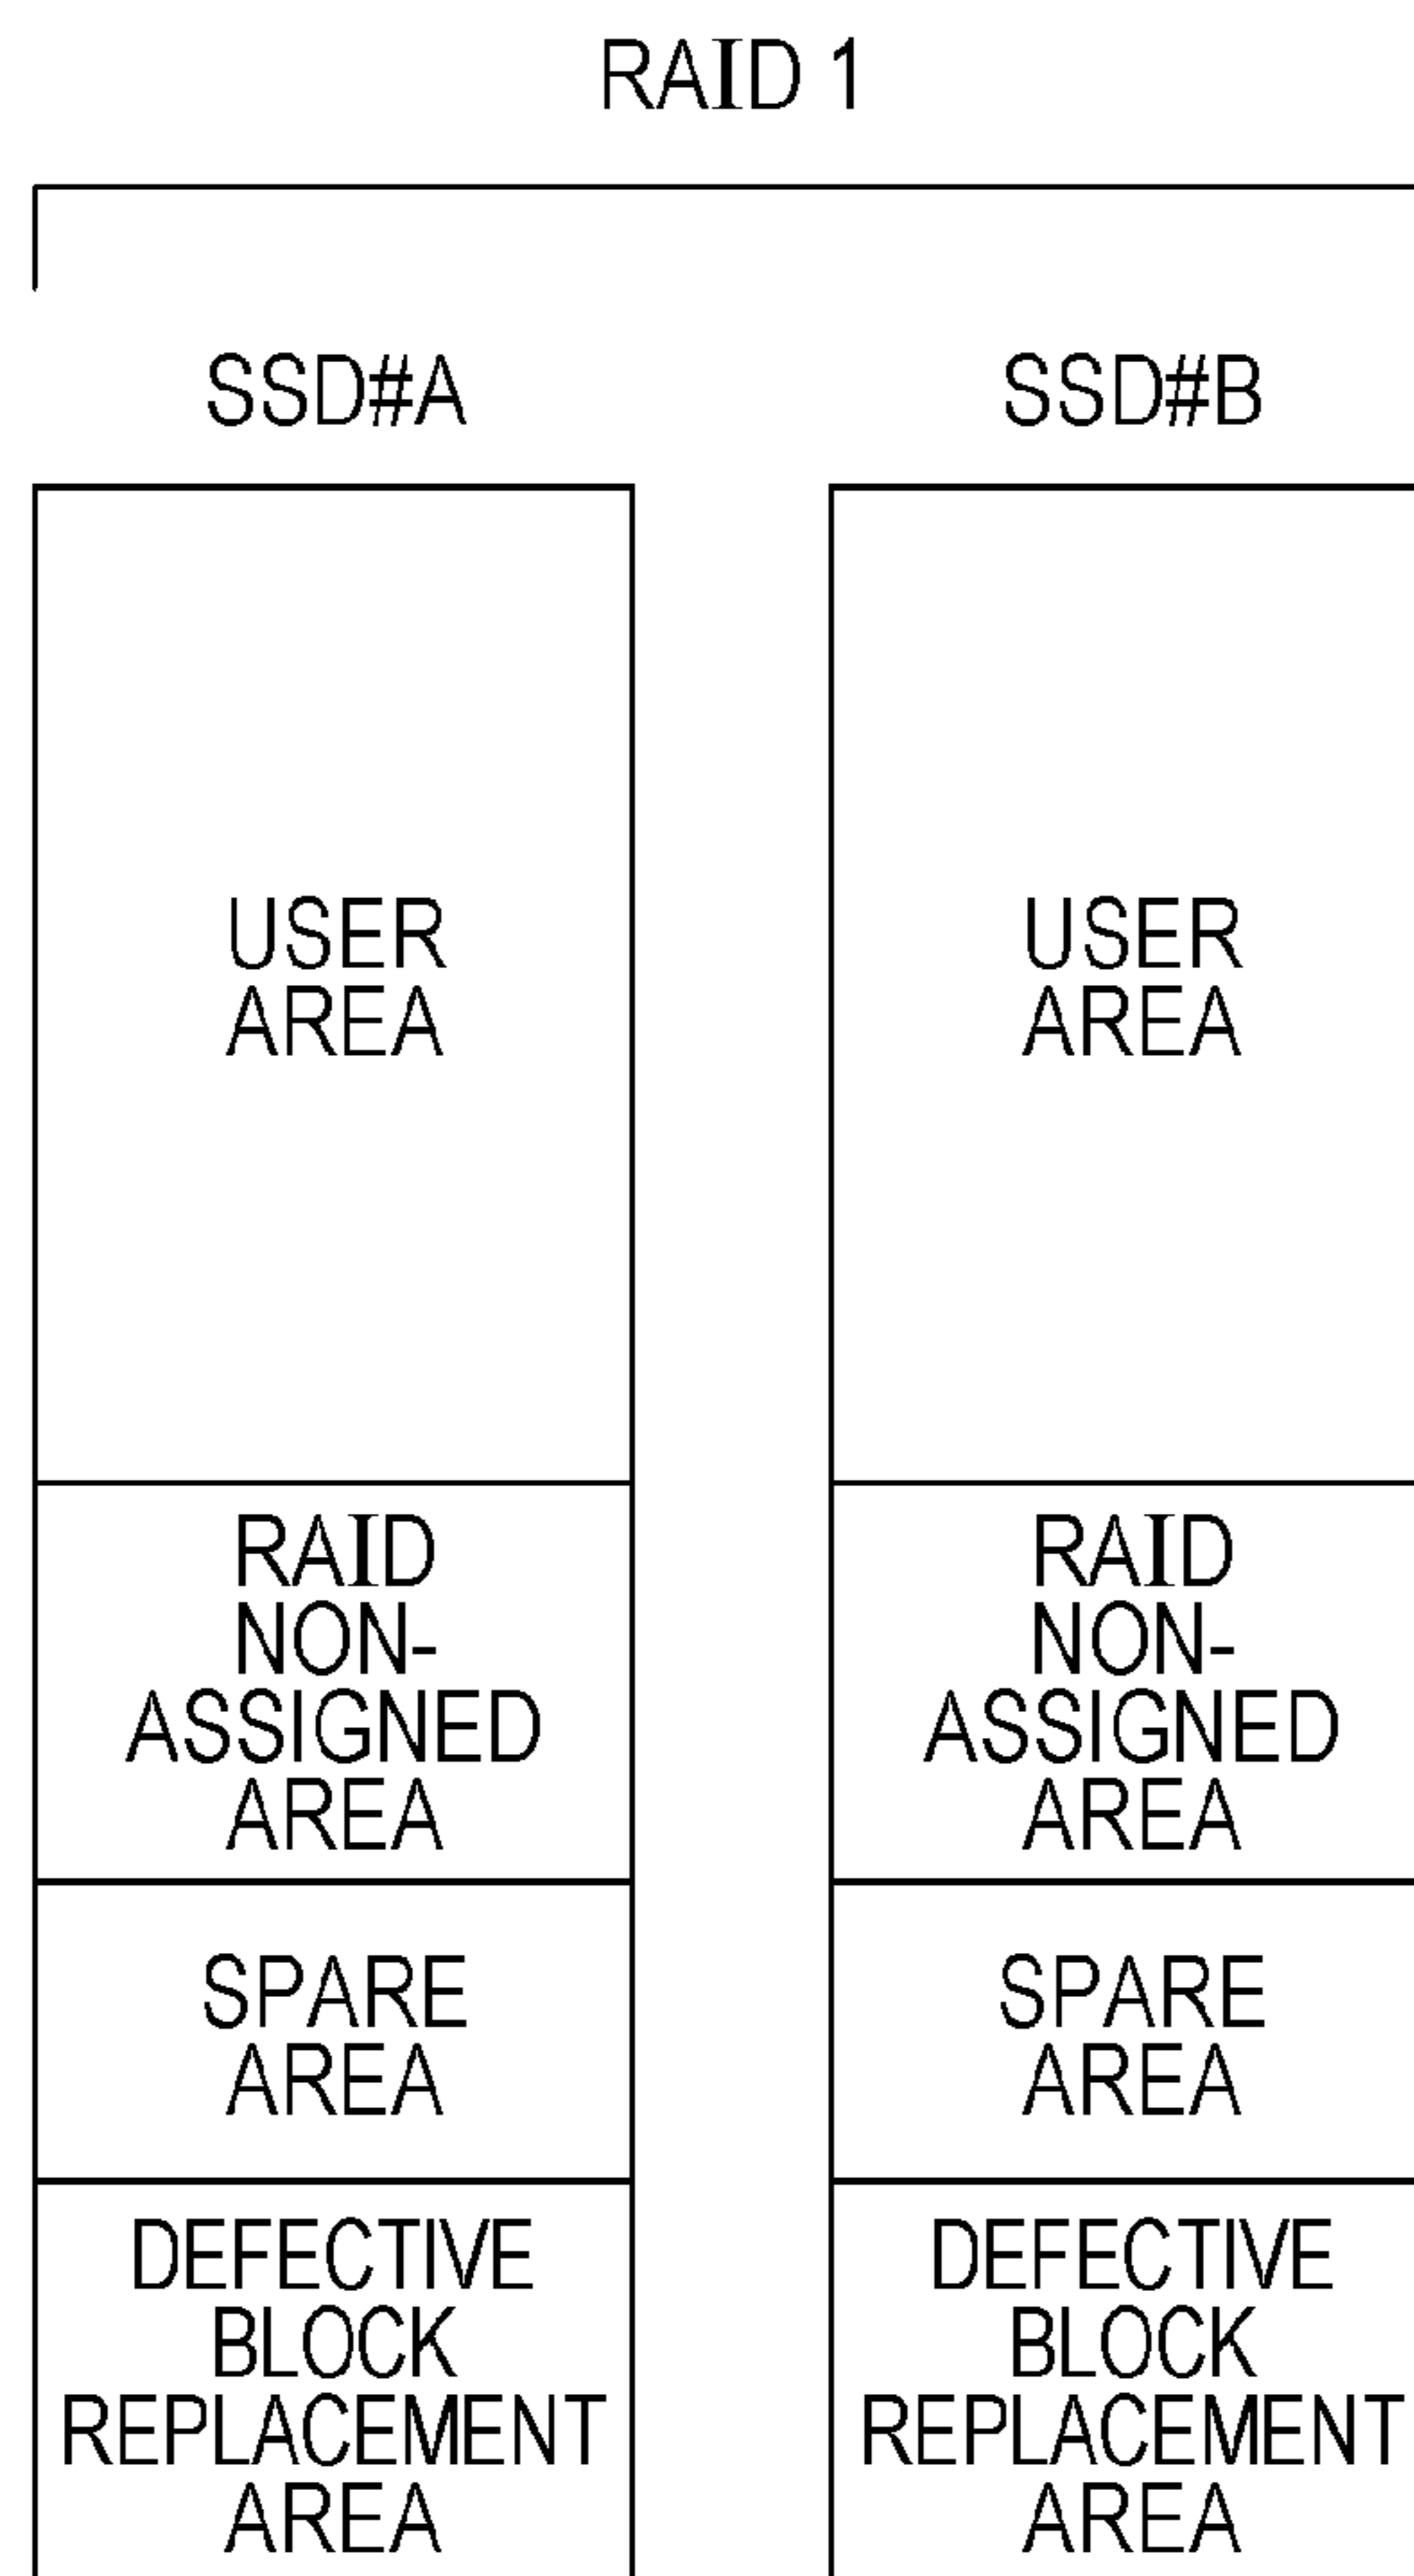 RAID 1
SSD#A
SSD#B
USER
AREA
RAID
NON-
ASSIGNED
AREA
SPARE
AREA
DEFECTIVE
BLOCK
REPLACEMENT
AREA
USER
AREA
RAID
NON-
ASSIGNED
AREA
SPARE
AREA
DEFECTIVE
BLOCK
REPLACEMENT
AREA